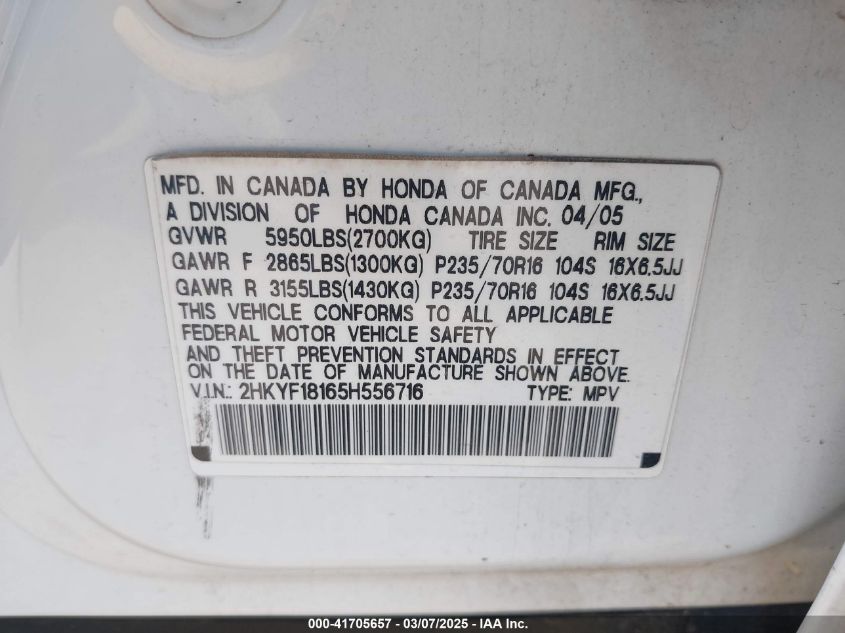 MFD. IN CANADA BY HONDA OF CANADA MFG.,
A DIVISION OF HONDA CANADA INC. 04/05
GVWR 5950LBS(2700KG) TIRE SIZE RIM SIZE
GAWR F 2865LBS(1300KG) P235/70R16 104S 16X6.5JJ
GAWR R 3155LBS(1430KG) P235/70R16 104S 16X6.5JJ
THIS VEHICLE CONFORMS TO ALL APPLICABLE
FEDERAL MOTOR VEHICLE SAFETY
AND THEFT PREVENTION STANDARDS IN EFFECT
ON THE DATE OF MANUFACTURE SHOWN ABOVE.
V.I.N.: 2HKYF18165H556716 TYPE: MPV
000-41705657 - 03/07/2025 - IAA Inc.